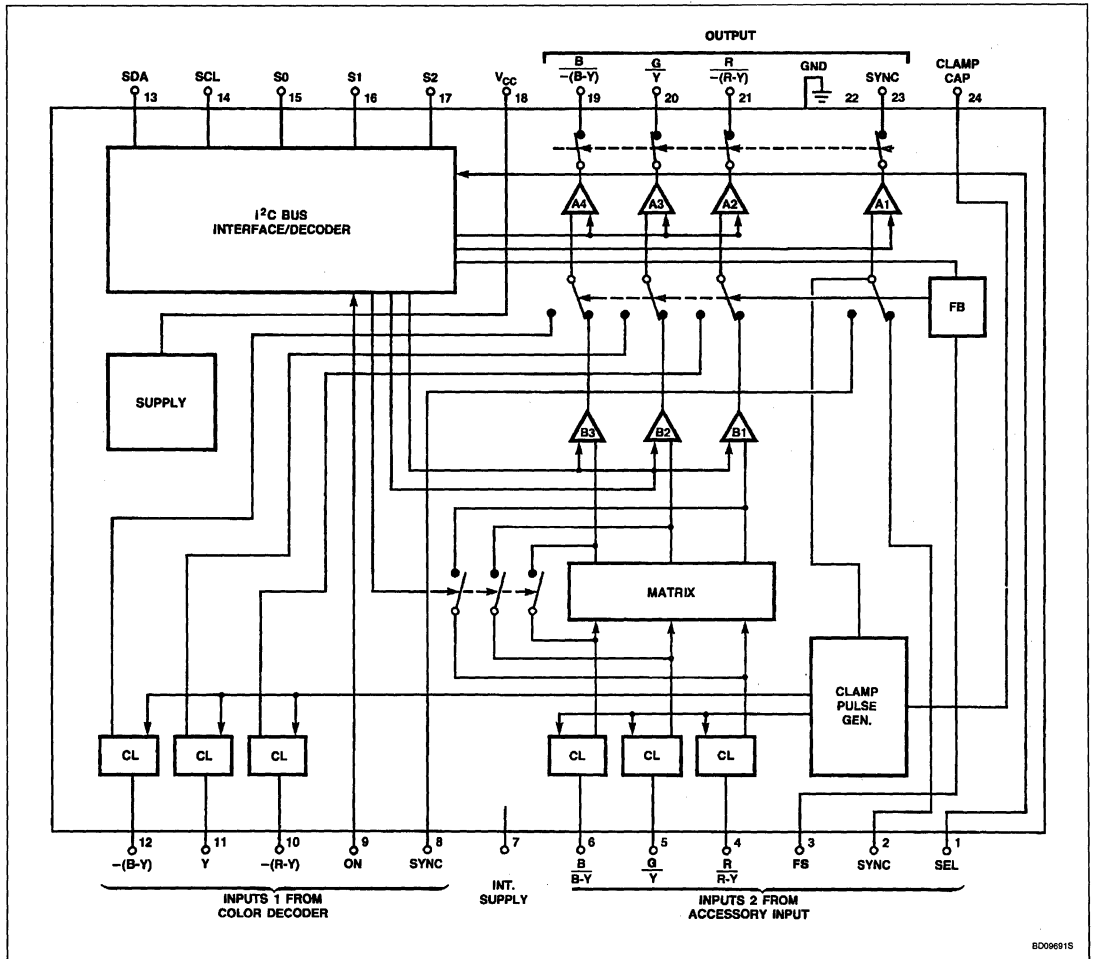 OUTPUT
SDA
SCL
S0
S1
S2
VCC
B
-(B-Y)
G
Y
R
-(R-Y)
GND
SYNC
CLAMP
CAP
13
14
15
16
17
18
19
20
21
22
23
24
I²C BUS
INTERFACE/DECODER
A4
A3
A2
A1
FB
SUPPLY
B3
B2
B1
MATRIX
CLAMP
PULSE
GEN.
CL
CL
CL
CL
CL
CL
12
11
10
9
8
7
6
5
4
3
2
1
-(B-Y)
Y
-(R-Y)
ON
SYNC
INT.
SUPPLY
B
B-Y
G
Y
R
R-Y
FS
SYNC
SEL
INPUTS 1 FROM
COLOR DECODER
INPUTS 2 FROM
ACCESSORY INPUT
BD09691S